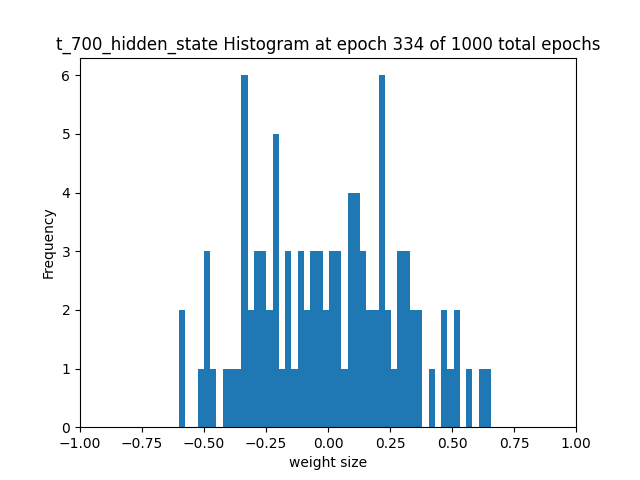 t_700_hidden_state Histogram at epoch 334 of 1000 total epochs
6
5
4
3
2
1
0
Frequency
−1.00 −0.75 −0.50 −0.25 0.00 0.25 0.50 0.75 1.00
weight size